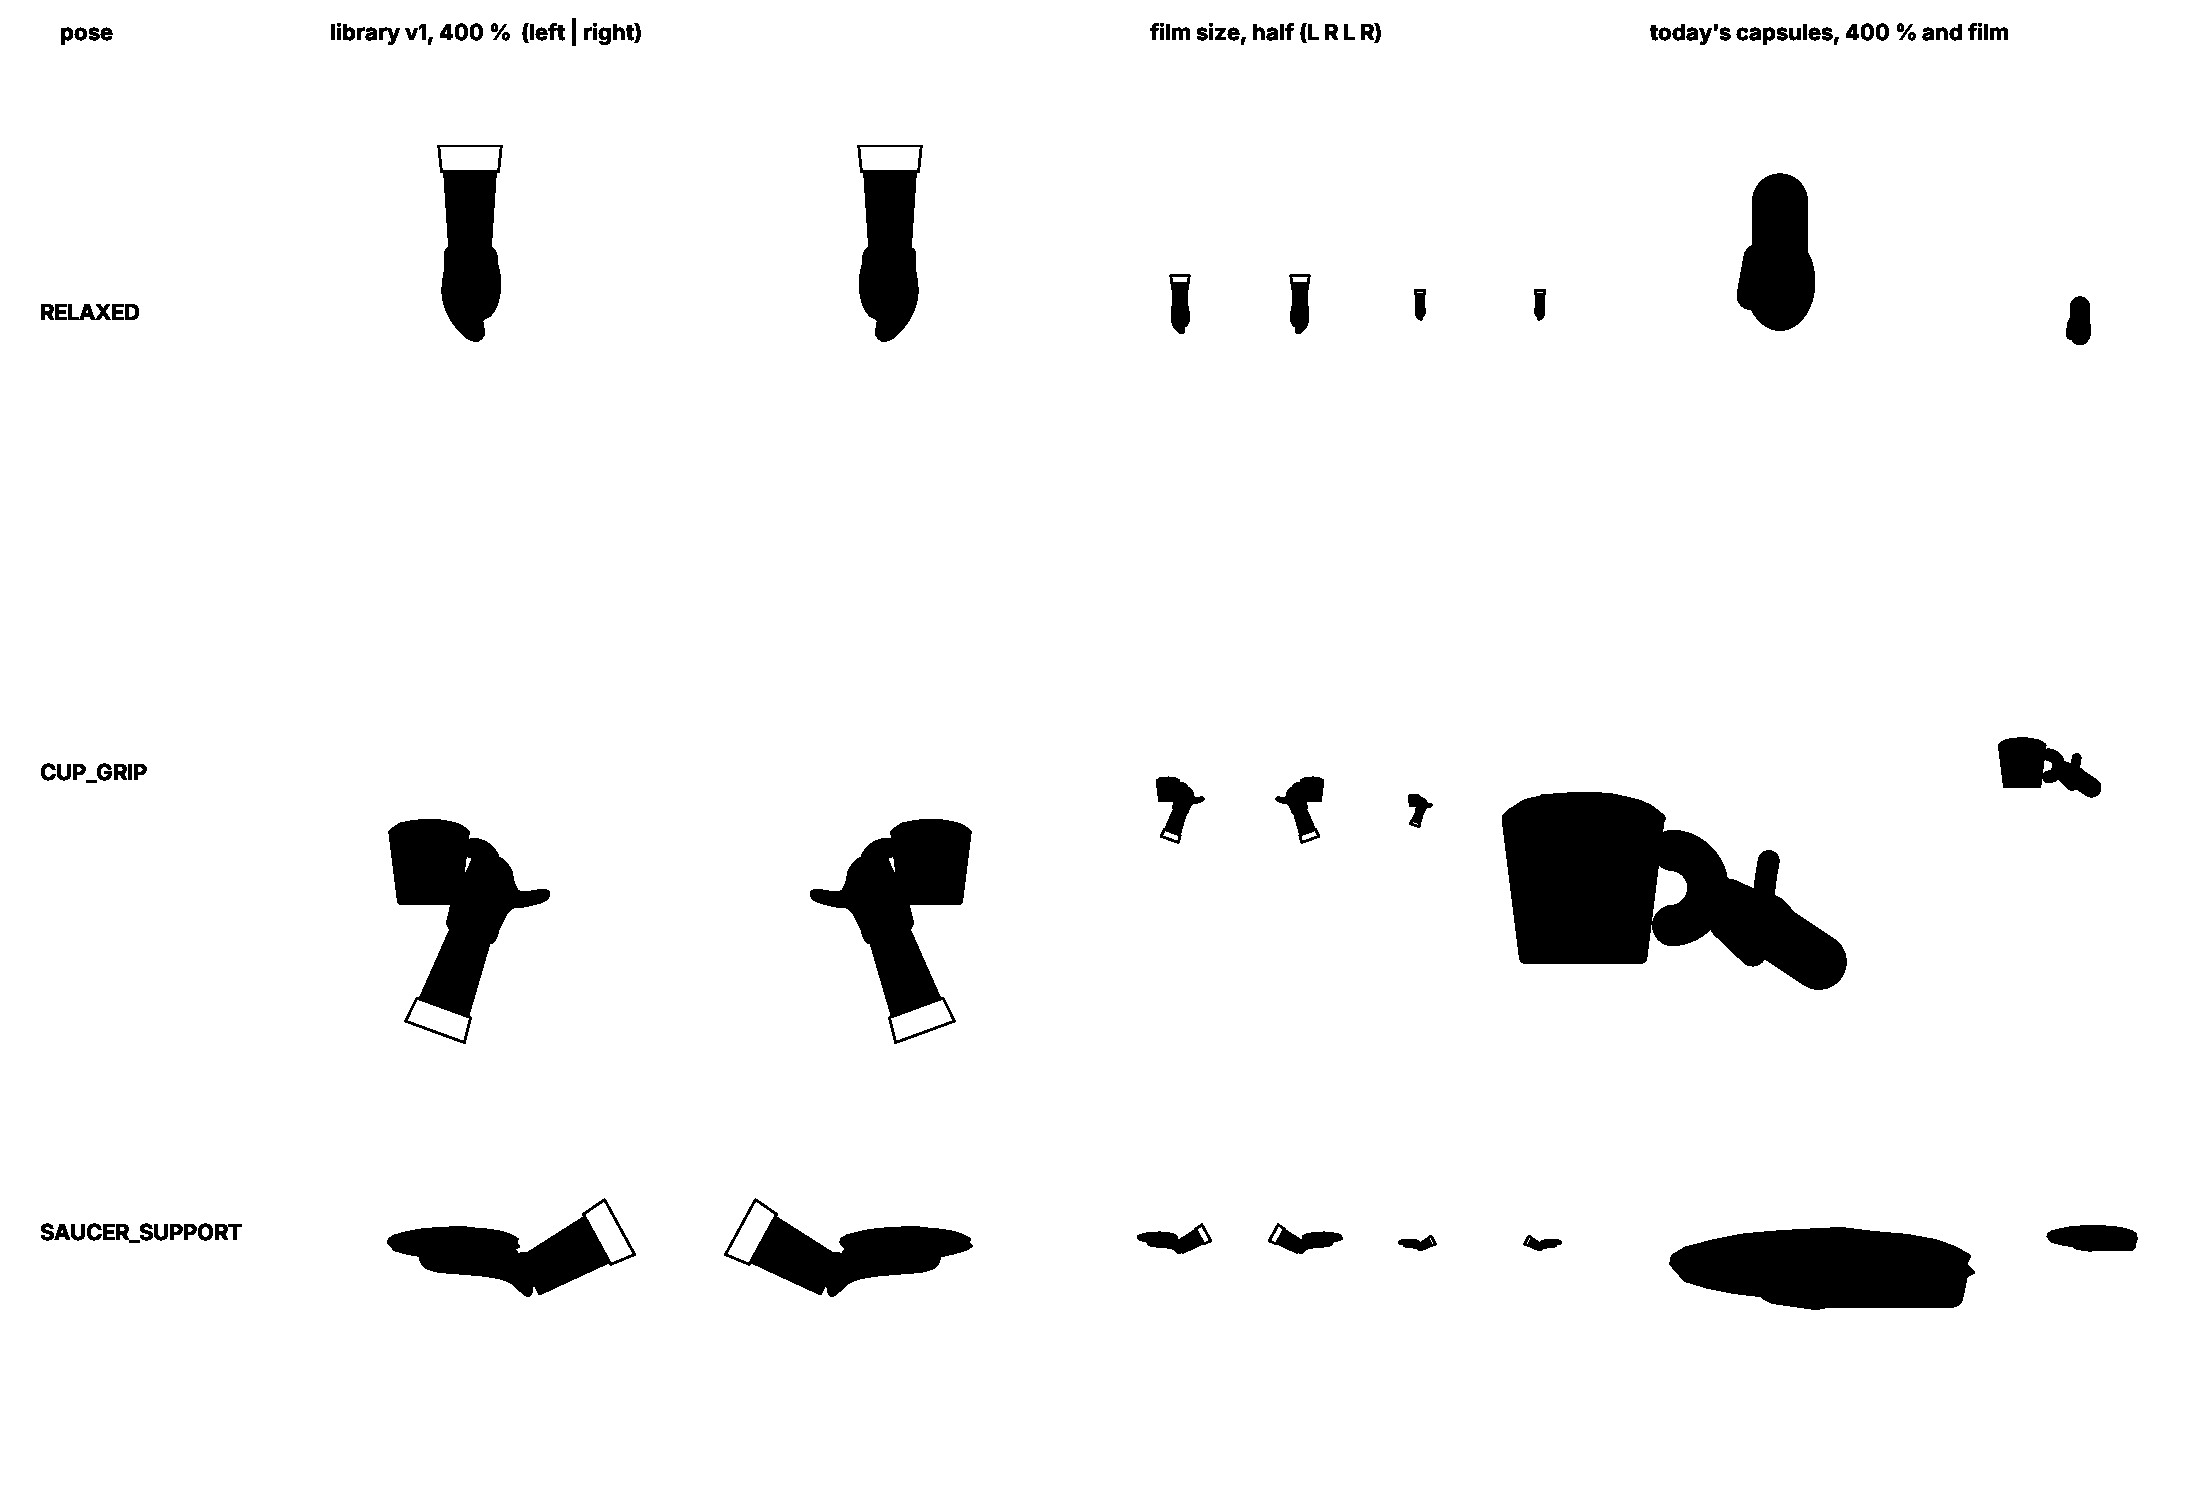 pose
library v1, 400 % (left | right)
film size, half (L R L R)
today's capsules, 400 % and film
RELAXED
CUP_GRIP
SAUCER_SUPPORT